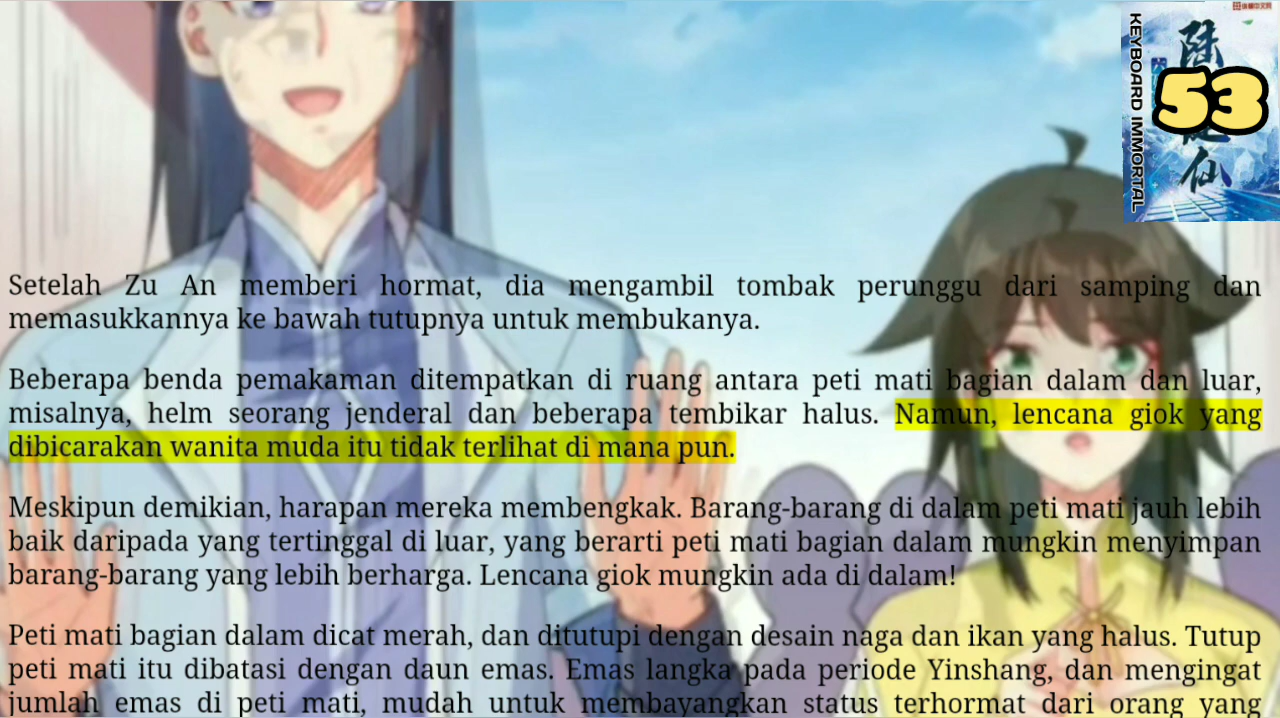 KEYBOARD IMMORTAL
53
仙
Setelah Zu An memberi hormat, dia mengambil tombak perunggu dari samping dan
memasukkannya ke bawah tutupnya untuk membukanya.
Beberapa benda pemakaman ditempatkan di ruang antara peti mati bagian dalam dan luar,
misalnya, helm seorang jenderal dan beberapa tembikar halus. Namun, lencana giok yang
dibicarakan wanita muda itu tidak terlihat di mana pun.
Meskipun demikian, harapan mereka membengkak. Barang-barang di dalam peti mati jauh lebih
baik daripada yang tertinggal di luar, yang berarti peti mati bagian dalam mungkin menyimpan
barang-barang yang lebih berharga. Lencana giok mungkin ada di dalam!
Peti mati bagian dalam dicat merah, dan ditutupi dengan desain naga dan ikan yang halus. Tutup
peti mati itu dibatasi dengan daun emas. Emas langka pada periode Yinshang, dan mengingat
jumlah emas di peti mati, mudah untuk membayangkan status terhormat dari orang yang